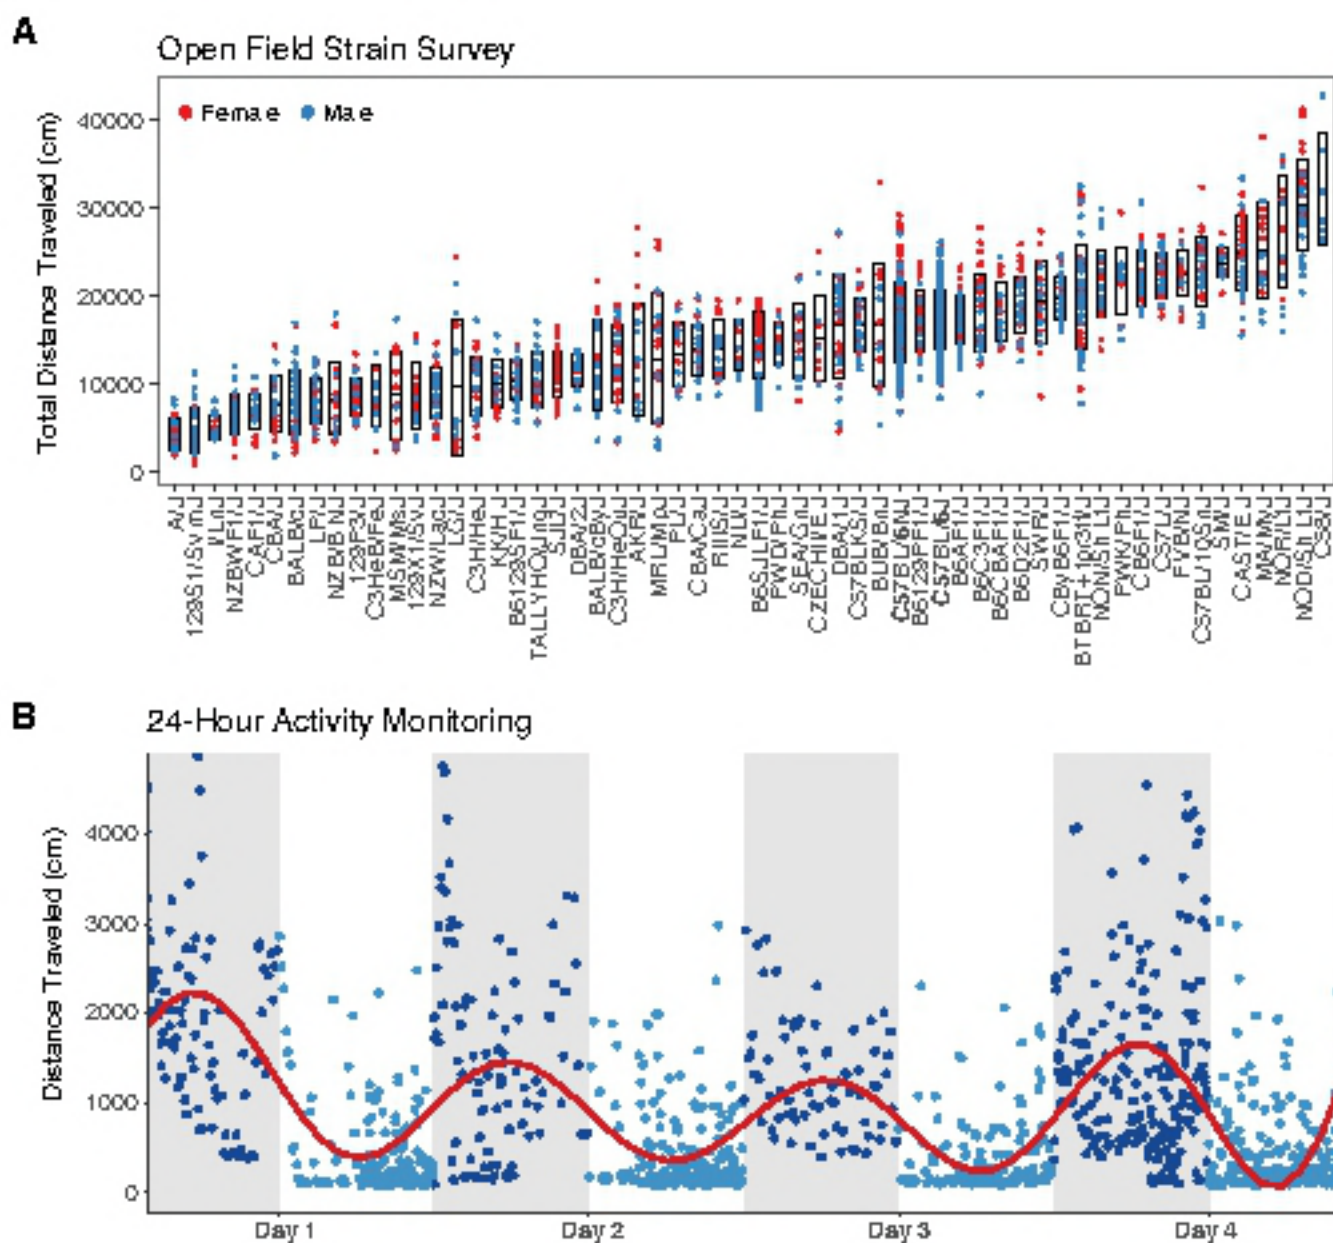 A
Open Field Strain Survey
Female Male
Total Distance Traveled (cm)
40000
30000
20000
10000
0
A/J
129S1/SvImJ
I/LnJ
NZBWF1/J
CAF1/J
CBA/J
BALB/cJ
LP/J
NZB/BINJ
129P3/J
C3HeB/FeJ
MSM/MsJ
129X1/SvJ
NZW/LacJ
LG/J
C3H/HeJ
KK/HIJ
B6129SF1/J
TALLYHO/JngJ
SJL/J
DBA/2J
BALB/cByJ
C3H/HeOuJ
AKR/J
MRL/MpJ
PL/J
CBA/CaJ
RIIIS/J
B6SJLF1/J
PWD/PhJ
SEA/GnJ
CZECHII/EiJ
DBA/1J
C57BLKS/J
BUB/BnJ
C57BL/6NJ
B6129PF1/J
C57BL/6J
B6AF1/J
B6C3F1/J
B6CBAF1/J
B6D2F1/J
SWR/J
CByB6F1/J
NON/ShiLtJ
PWK/PhJ
CB6F1/J
C57L/J
FVB/NJ
C57BL/10SnJ
SM/J
CAST/EiJ
MA/MyJ
NOR/LtJ
NOD/ShiLtJ
C58/J
B
24-Hour Activity Monitoring
Distance Traveled (cm)
4000
3000
2000
1000
0
Day 1
Day 2
Day 3
Day 4